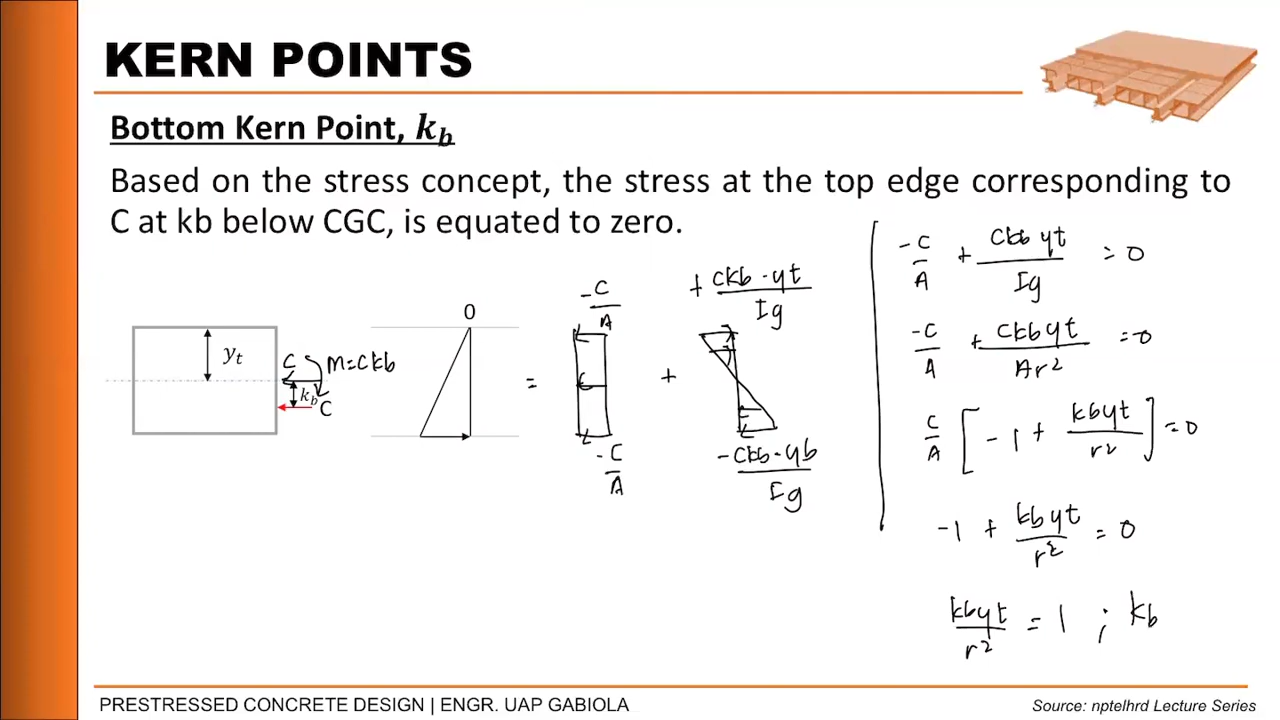 KERN POINTS
Bottom Kern Point, k_b
Based on the stress concept, the stress at the top edge corresponding to
C at kb below CGC, is equated to zero.
y_t
C M=Ckb
k_b C
0
=
-C/A
-C/A
+
+ Ckb·yt/Ig
-Ckb·yb/Ig
-C/A + Ckb yt/Ig = 0
-C/A + Ckb yt/Ar² = 0
C/A [-1 + kb yt/r²] = 0
-1 + kb yt/r² = 0
kb yt/r² = 1 ; kb
PRESTRESSED CONCRETE DESIGN | ENGR. UAP GABIOLA
Source: nptelhrd Lecture Series